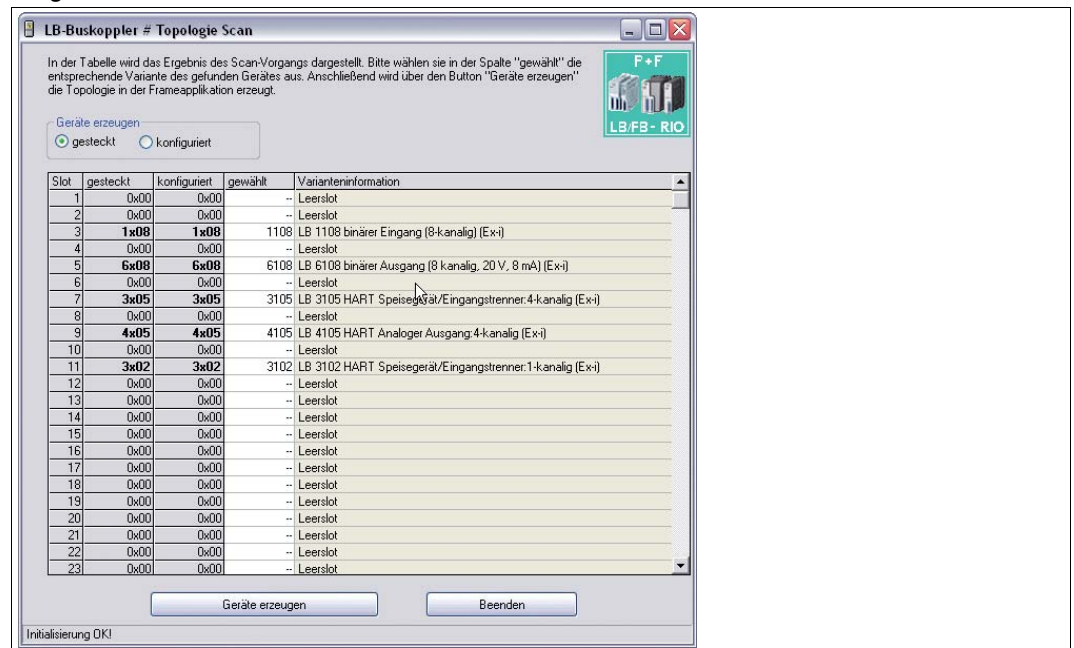 LB-Buskoppler # Topologie Scan
In der Tabelle wird das Ergebnis des Scan-Vorgangs dargestellt. Bitte wählen sie in der Spalte "gewählt" die
entsprechende Variante des gefunden Gerätes aus. Anschließend wird über den Button "Geräte erzeugen"
die Topologie in der Frameapplikation erzeugt.
P+F
LB/FB - RIO
Geräte erzeugen
gesteckt konfiguriert
Slot gesteckt konfiguriert gewählt Varianteninformation
1 0x00 0x00 -- Leerslot
2 0x00 0x00 -- Leerslot
3 1x08 1x08 1108 LB 1108 binärer Eingang (8-kanalig) (Ex-i)
4 0x00 0x00 -- Leerslot
5 6x08 6x08 6108 LB 6108 binärer Ausgang (8 kanalig, 20 V, 8 mA) (Ex-i)
6 0x00 0x00 -- Leerslot
7 3x05 3x05 3105 LB 3105 HART Speisegerät/Eingangstrenner:4-kanalig (Ex-i)
8 0x00 0x00 -- Leerslot
9 4x05 4x05 4105 LB 4105 HART Analoger Ausgang:4-kanalig (Ex-i)
10 0x00 0x00 -- Leerslot
11 3x02 3x02 3102 LB 3102 HART Speisegerät/Eingangstrenner:1-kanalig (Ex-i)
12 0x00 0x00 -- Leerslot
13 0x00 0x00 -- Leerslot
14 0x00 0x00 -- Leerslot
15 0x00 0x00 -- Leerslot
16 0x00 0x00 -- Leerslot
17 0x00 0x00 -- Leerslot
18 0x00 0x00 -- Leerslot
19 0x00 0x00 -- Leerslot
20 0x00 0x00 -- Leerslot
21 0x00 0x00 -- Leerslot
22 0x00 0x00 -- Leerslot
23 0x00 0x00 -- Leerslot
Geräte erzeugen Beenden
Initialisierung OK!